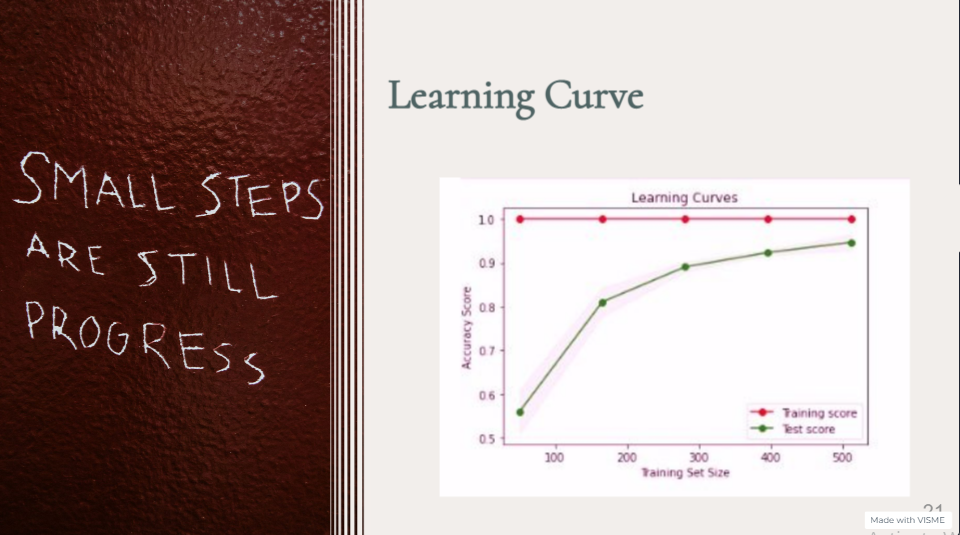 SMALL STEPS
ARE STILL
PROGRESS
Learning Curve
Learning Curves
Accuracy Score
1.0
0.9
0.8
0.7
0.6
0.5
Training score
Test score
100 200 300 400 500
Training Set Size
21
Made with VISME